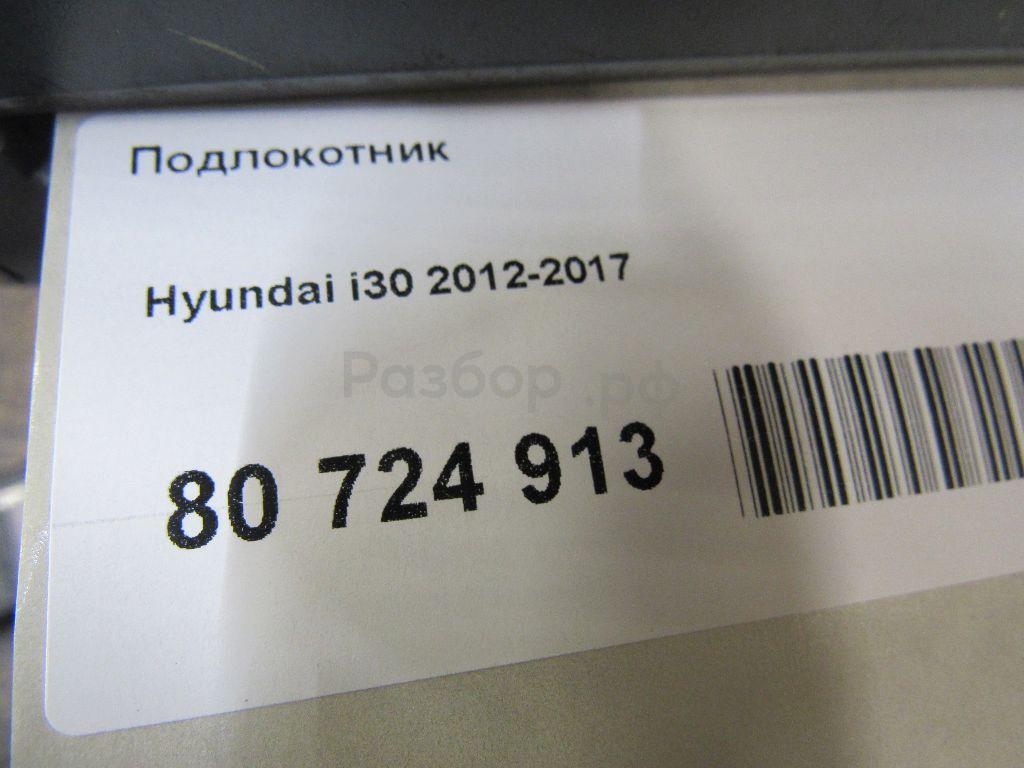 Подлокотник
Hyundai i30 2012-2017
Разбор.рф
80 724 913